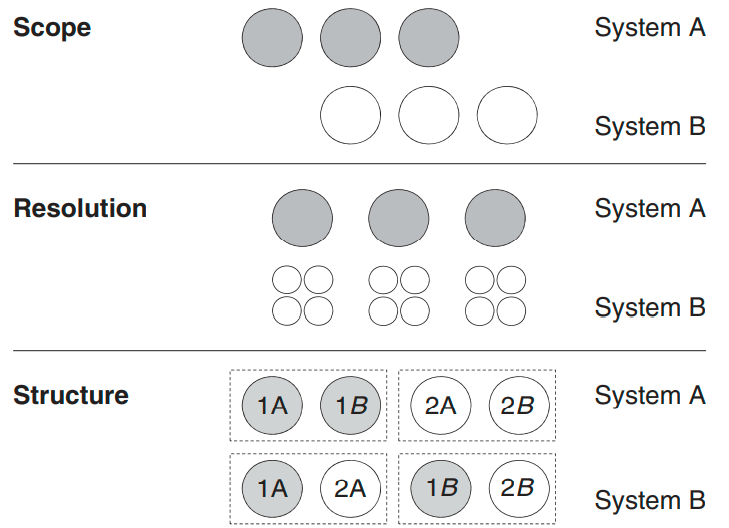 Scope
System A
System B
Resolution
System A
System B
Structure
1A 1B 2A 2B
System A
1A 2A 1B 2B
System B